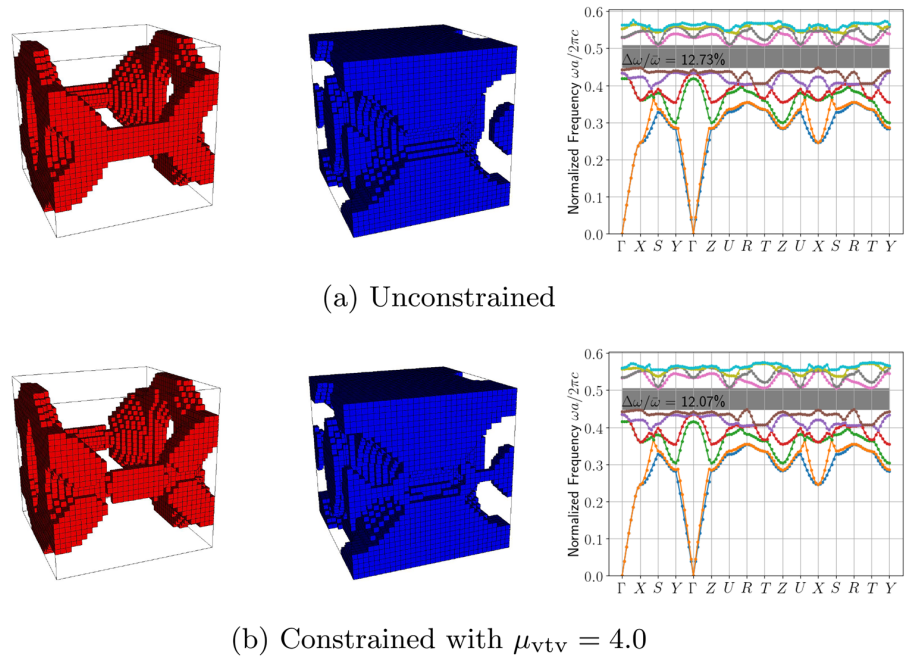 0.6
0.5
0.4
0.3
0.2
0.1
0.0
Normalized Frequency ωa/2πc
Δω/ω̄ = 12.73%
Γ X S Y Γ Z U R T Z U X S R T Y
(a) Unconstrained
0.6
0.5
0.4
0.3
0.2
0.1
0.0
Normalized Frequency ωa/2πc
Δω/ω̄ = 12.07%
Γ X S Y Γ Z U R T Z U X S R T Y
(b) Constrained with μvtv = 4.0